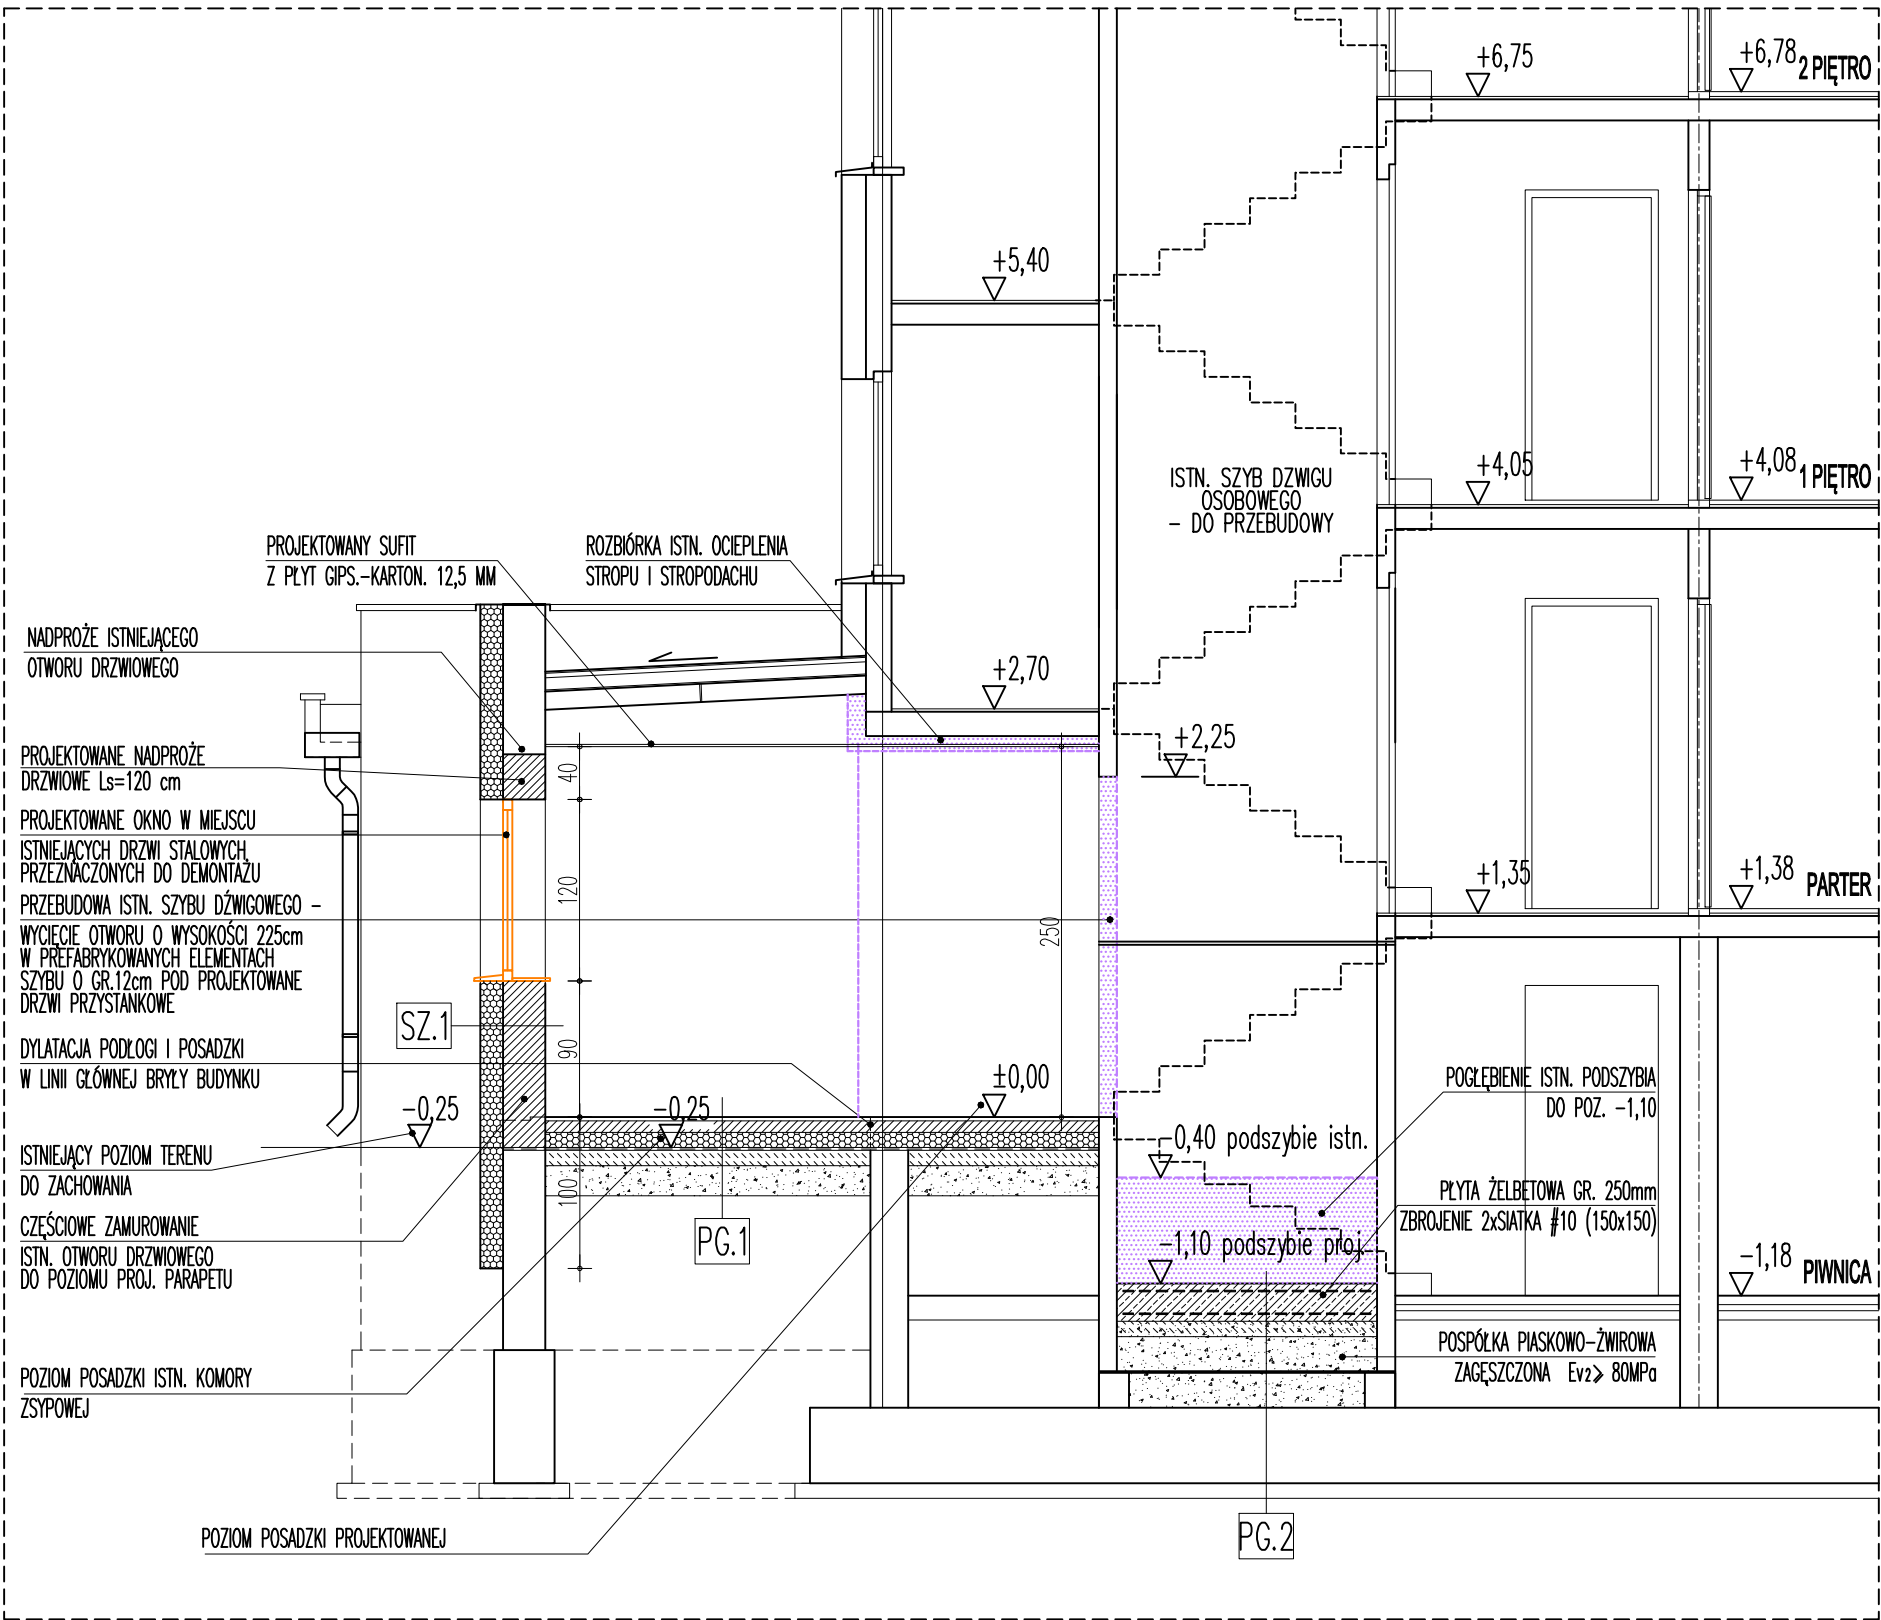 +6,75
+6,78
2 PIĘTRO
+5,40
+4,05
+4,08
1 PIĘTRO
ISTN. SZYB DZWIGU
OSOBOWEGO
- DO PRZEBUDOWY
PROJEKTOWANY SUFIT
Z PŁYT GIPS.-KARTON. 12,5 MM
ROZBIÓRKA ISTN. OCIEPLENIA
STROPU I STROPODACHU
NADPROŻE ISTNIEJĄCEGO
OTWORU DRZWIOWEGO
+2,70
+2,25
PROJEKTOWANE NADPROŻE
DRZWIOWE Ls=120 cm
PROJEKTOWANE OKNO W MIEJSCU
ISTNIEJĄCYCH DRZWI STALOWYCH,
PRZEZNACZONYCH DO DEMONTAŻU
PRZEBUDOWA ISTN. SZYBU DŹWIGOWEGO -
WYCIĘCIE OTWORU O WYSOKOŚCI 225cm
W PREFABRYKOWANYCH ELEMENTACH
SZYBU O GR.12cm POD PROJEKTOWANE
DRZWI PRZYSTANKOWE
40
120
90
100
250
+1,35
+1,38
PARTER
SZ.1
DYLATACJA PODŁOGI I POSADZKI
W LINII GŁÓWNEJ BRYŁY BUDYNKU
-0,25
-0,25
±0,00
POGŁĘBIENIE ISTN. PODSZYBIA
DO POZ. -1,10
-0,40 podszybie istn.
ISTNIEJĄCY POZIOM TERENU
DO ZACHOWANIA
PŁYTA ŻELBETOWA GR. 250mm
ZBROJENIE 2xSIATKA #10 (150x150)
CZĘŚCIOWE ZAMUROWANIE
ISTN. OTWORU DRZWIOWEGO
DO POZIOMU PROJ. PARAPETU
PG.1
-1,10 podszybie proj.
-1,18
PIWNICA
POSPÓŁKA PIASKOWO-ŻWIROWA
ZAGĘSZCZONA Ev2⩾ 80MPa
POZIOM POSADZKI ISTN. KOMORY
ZSYPOWEJ
POZIOM POSADZKI PROJEKTOWANEJ
PG.2